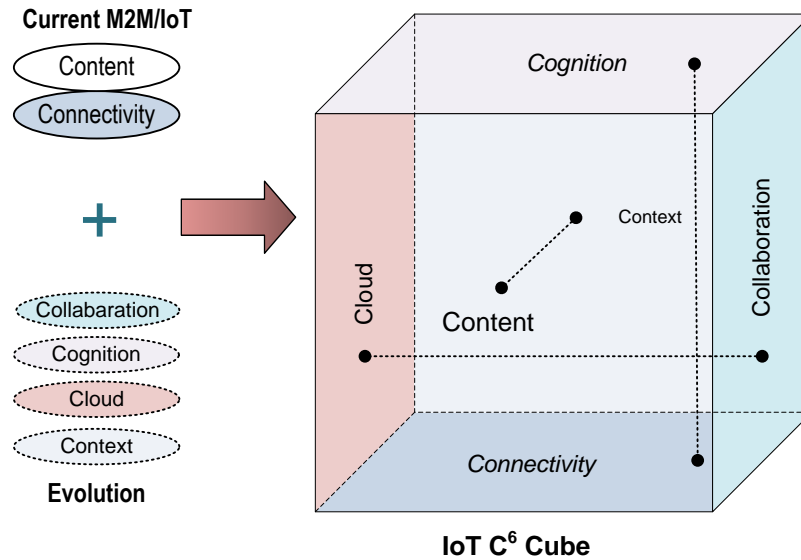 Current M2M/IoT
Content
Connectivity
+
Collabaration
Cognition
Cloud
Context
Evolution
Cognition
Context
Collaboration
Cloud
Content
Connectivity
IoT C⁶ Cube